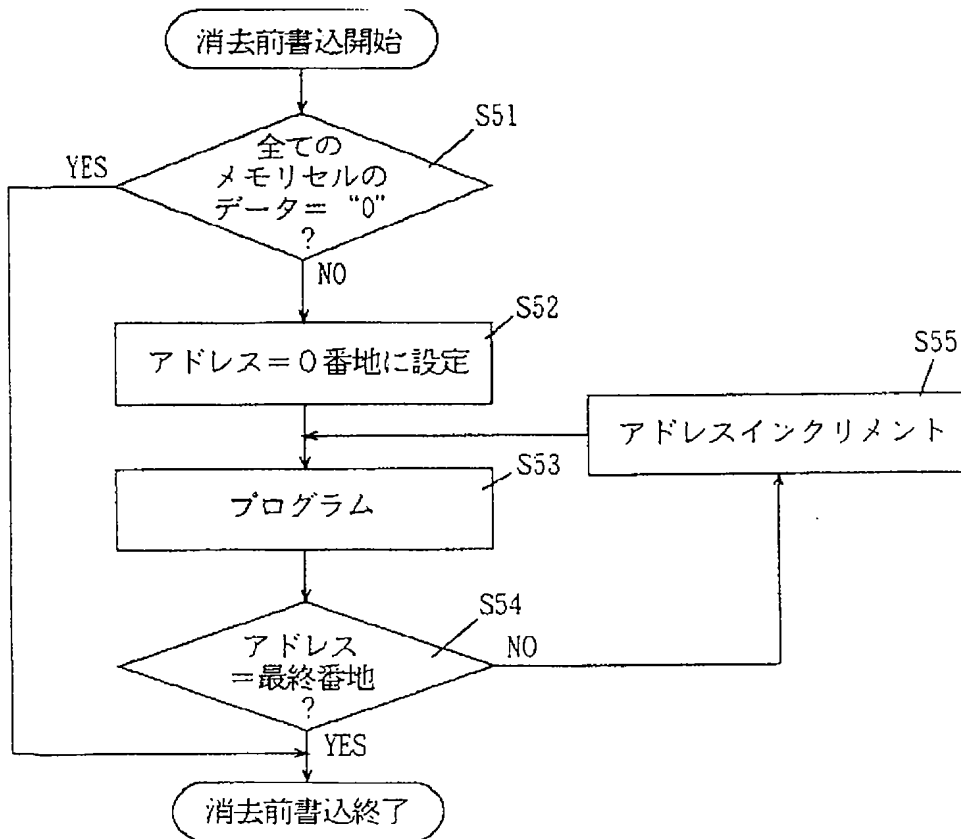 消去前書込開始
S51
全ての
メモリセルの
データ＝“0”
?
YES
NO
S52
アドレス＝０番地に設定
S55
アドレスインクリメント
S53
プログラム
S54
アドレス
＝最終番地
?
NO
YES
消去前書込終了